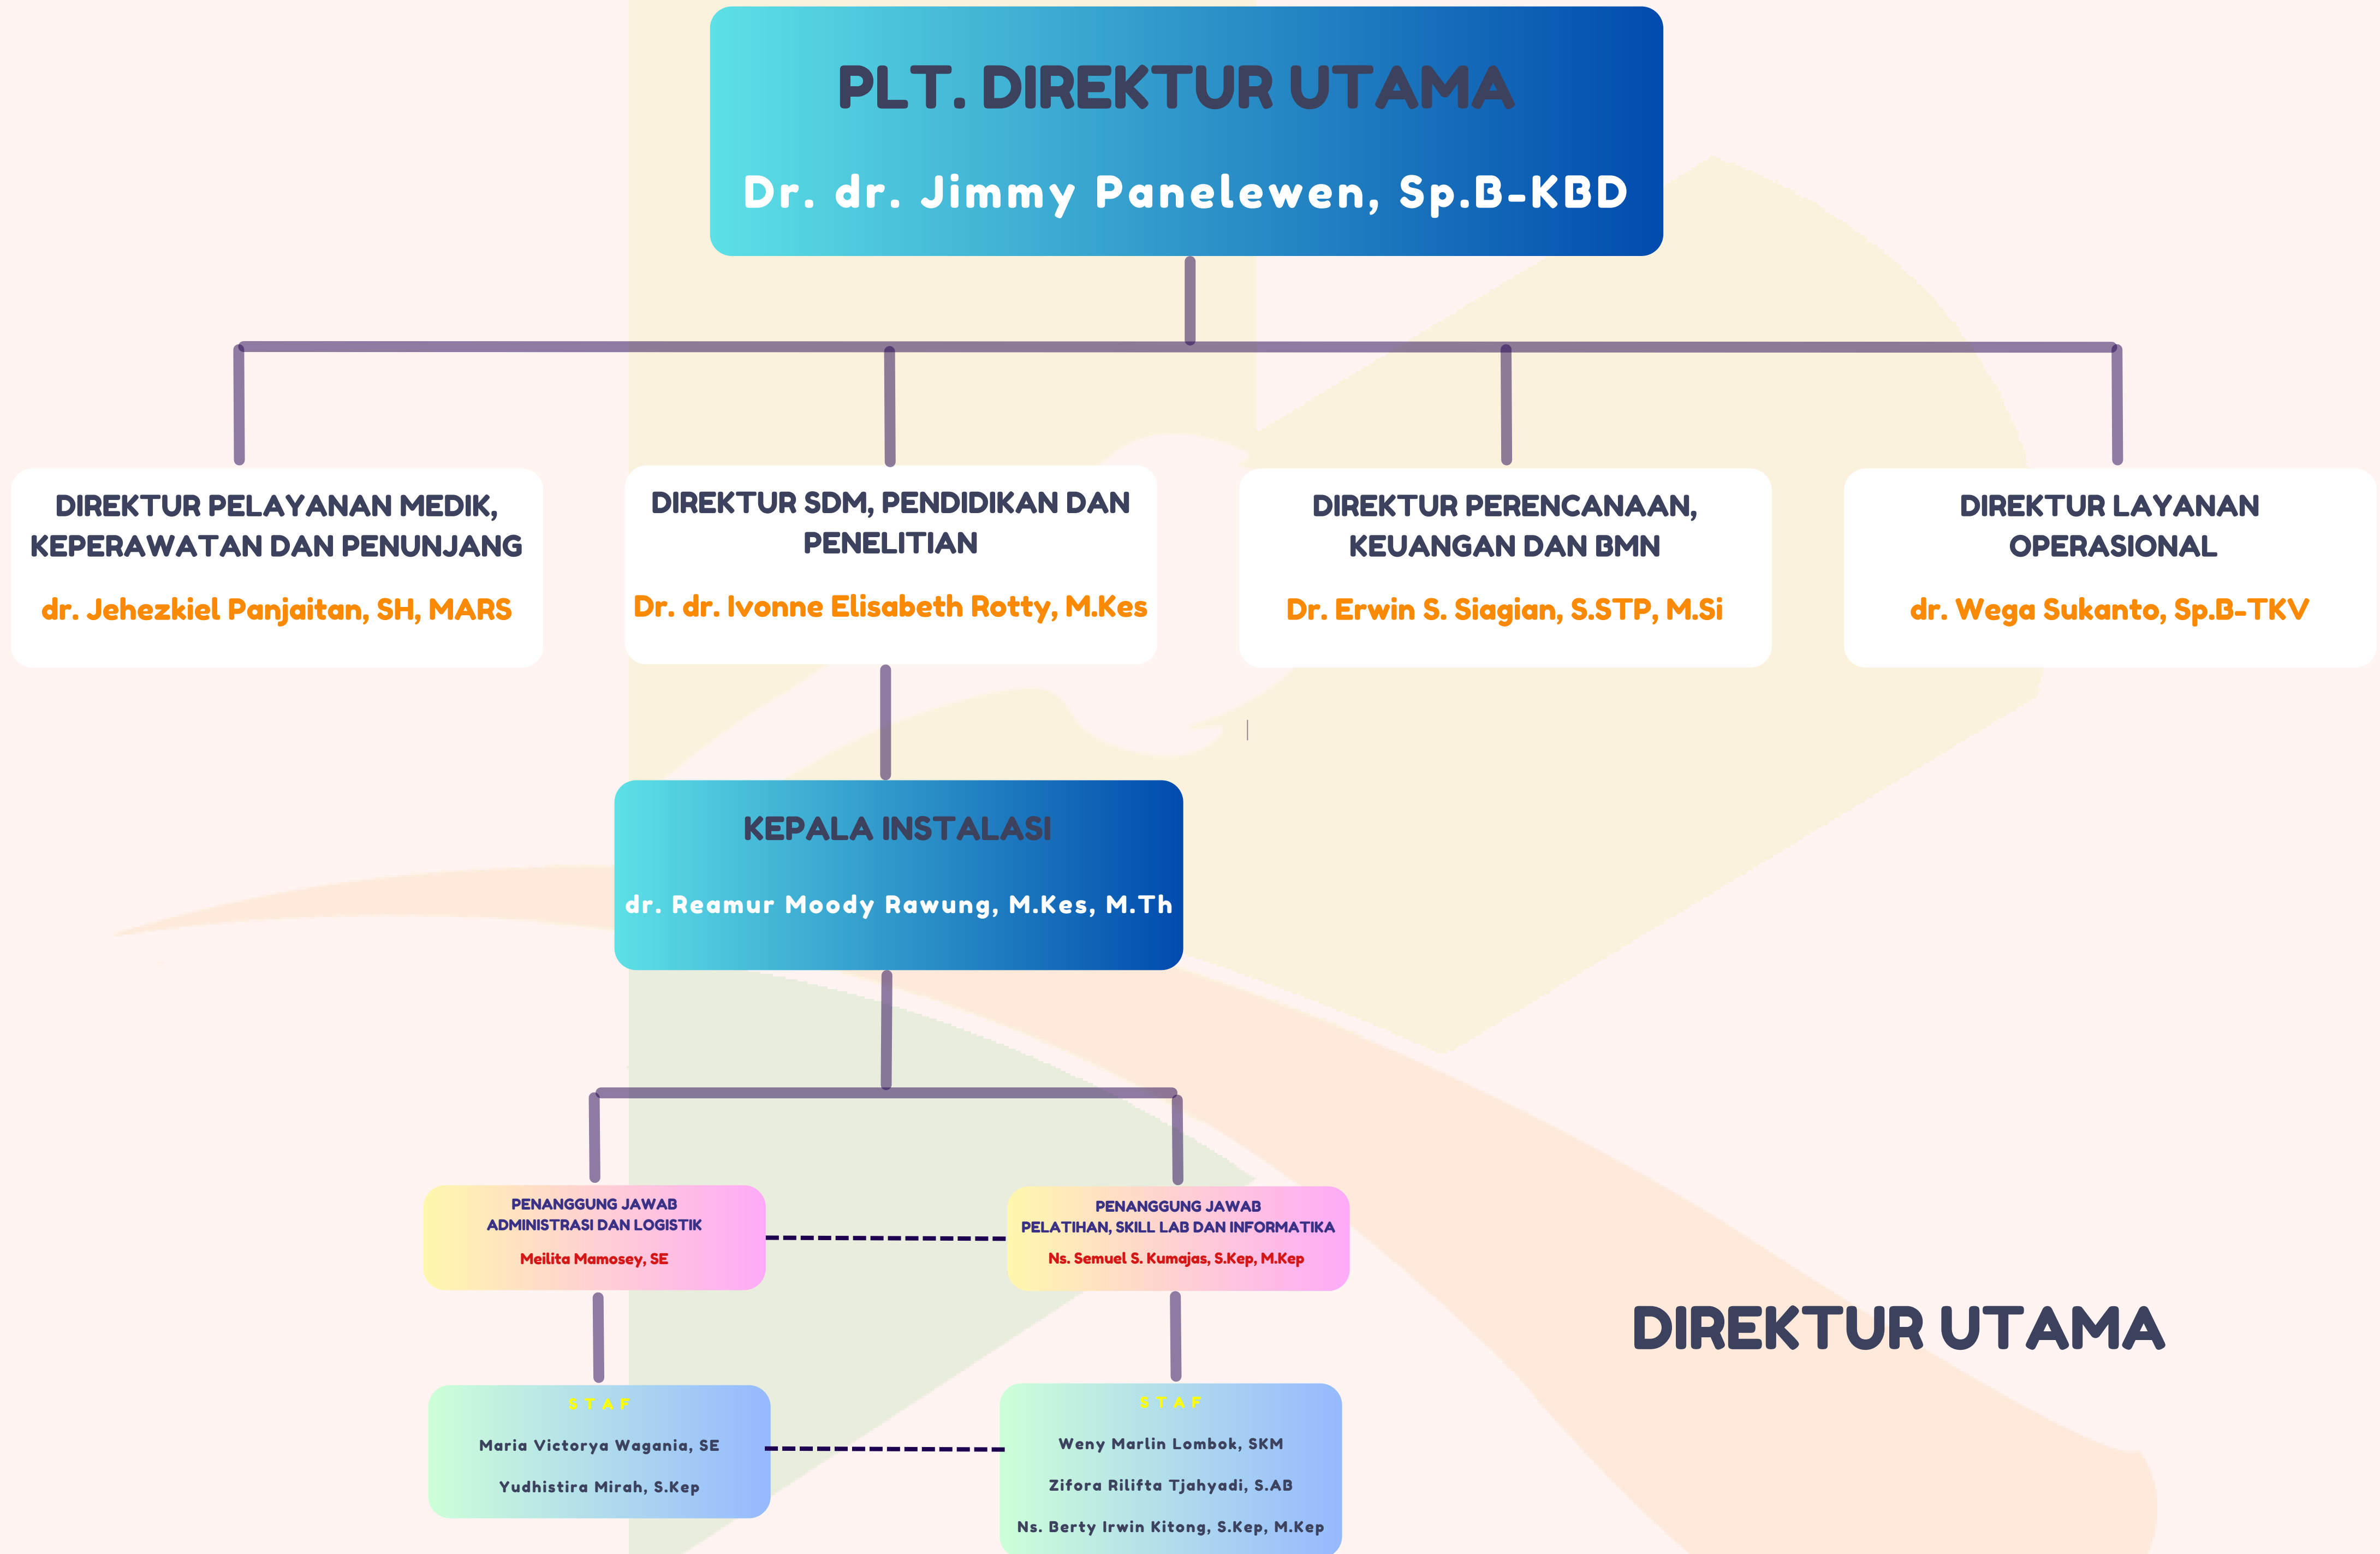 PLT. DIREKTUR UTAMA
Dr. dr. Jimmy Panelewen, Sp.B-KBD
DIREKTUR PELAYANAN MEDIK,
KEPERAWATAN DAN PENUNJANG
dr. Jehezkiel Panjaitan, SH, MARS
DIREKTUR SDM, PENDIDIKAN DAN
PENELITIAN
Dr. dr. Ivonne Elisabeth Rotty, M.Kes
DIREKTUR PERENCANAAN,
KEUANGAN DAN BMN
Dr. Erwin S. Siagian, S.STP, M.Si
DIREKTUR LAYANAN
OPERASIONAL
dr. Wega Sukanto, Sp.B-TKV
KEPALA INSTALASI
dr. Reamur Moody Rawung, M.Kes, M.Th
PENANGGUNG JAWAB
ADMINISTRASI DAN LOGISTIK
Meilita Mamosey, SE
PENANGGUNG JAWAB
PELATIHAN, SKILL LAB DAN INFORMATIKA
Ns. Semuel S. Kumajas, S.Kep, M.Kep
DIREKTUR UTAMA
STAF
Maria Victorya Wagania, SE
Yudhistira Mirah, S.Kep
STAF
Weny Marlin Lombok, SKM
Zifora Rilifta Tjahyadi, S.AB
Ns. Berty Irwin Kitong, S.Kep, M.Kep